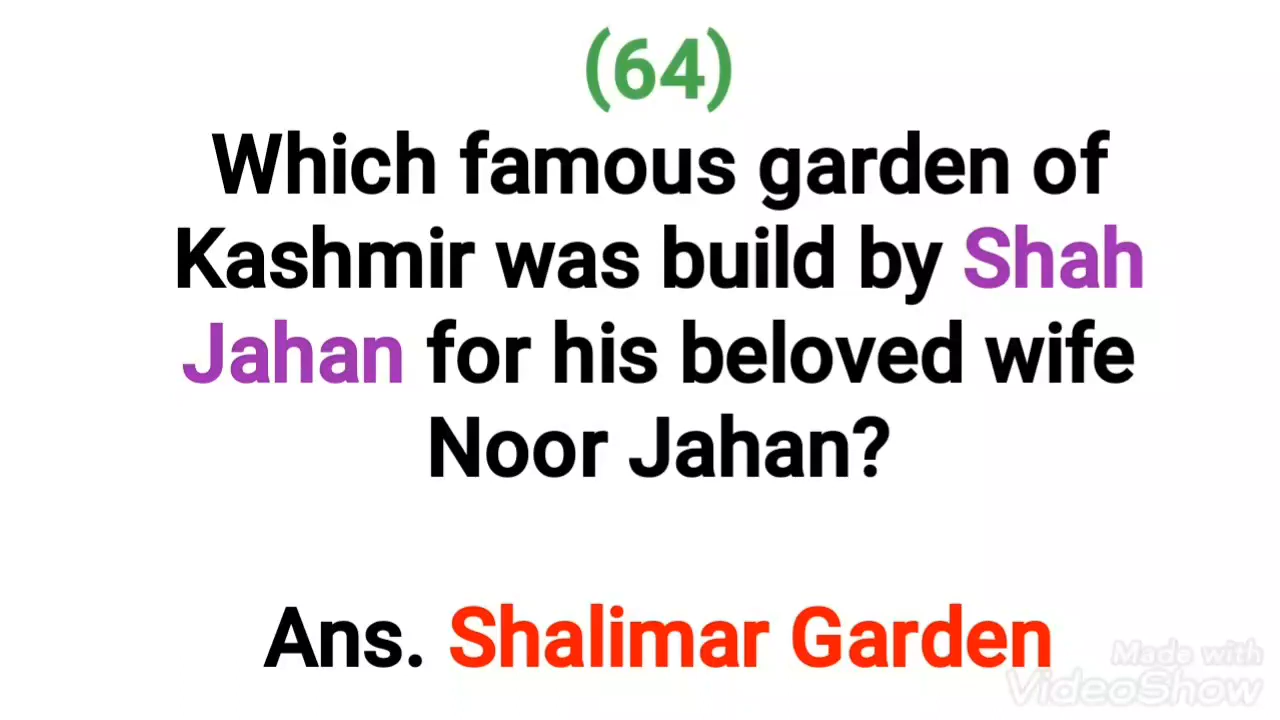 (64)
Which famous garden of
Kashmir was build by Shah
Jahan for his beloved wife
Noor Jahan?
Ans. Shalimar Garden
Made with
VideoShow